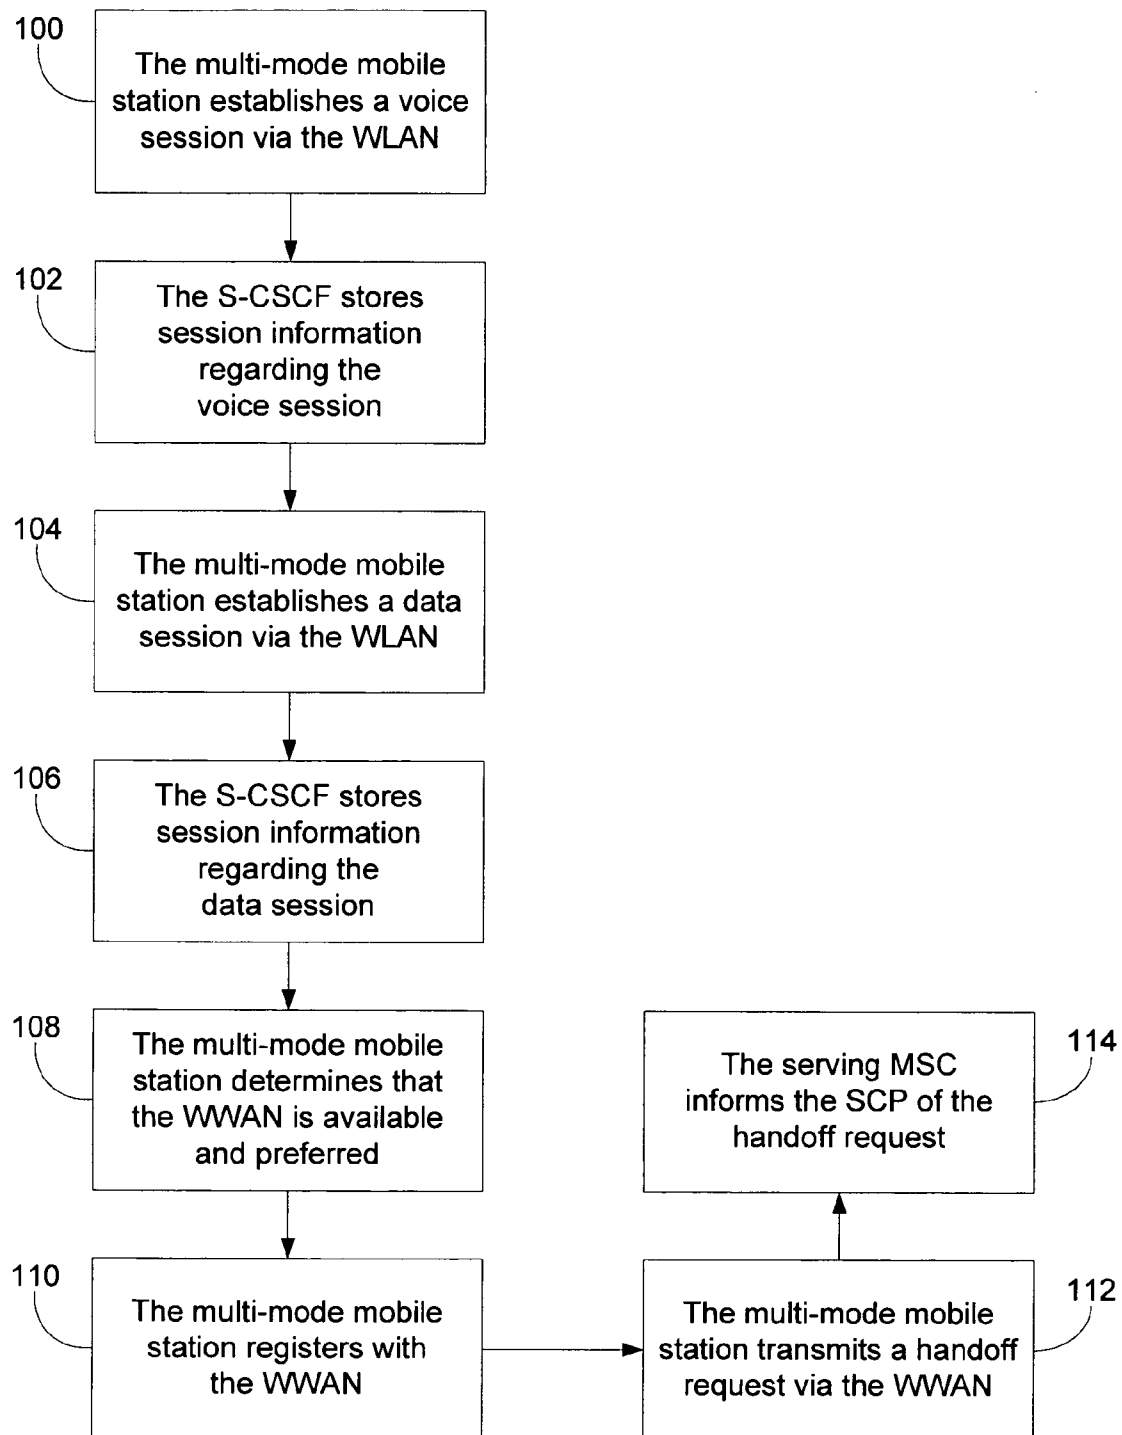 100
The multi-mode mobile
station establishes a voice
session via the WLAN
102
The S-CSCF stores
session information
regarding the
voice session
104
The multi-mode mobile
station establishes a data
session via the WLAN
106
The S-CSCF stores
session information
regarding the
data session
108
The multi-mode mobile
station determines that
the WWAN is available
and preferred
110
The multi-mode mobile
station registers with
the WWAN
112
The multi-mode mobile
station transmits a handoff
request via the WWAN
114
The serving MSC
informs the SCP of the
handoff request